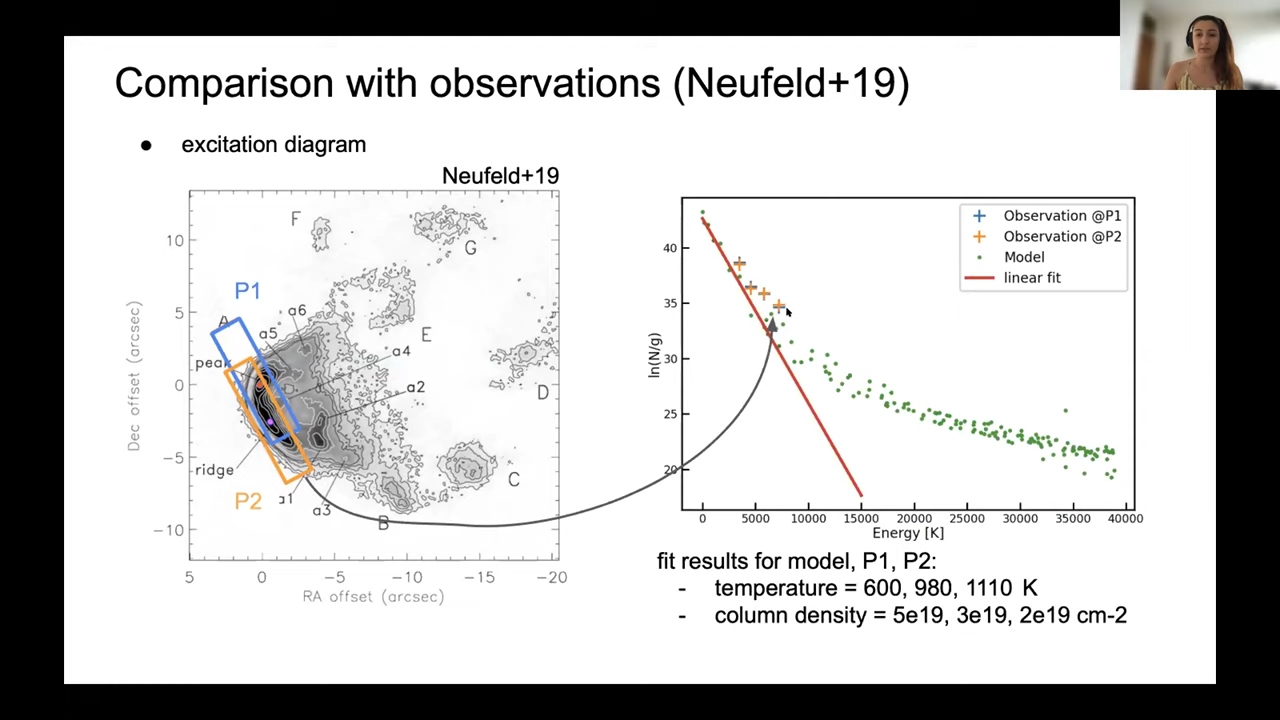 Comparison with observations (Neufeld+19)
● excitation diagram
Neufeld+19
F
G
10
P1
5
A
a6
a5
E
a4
peak
0
a2
D
Dec offset (arcsec)
−5
ridge
C
P2
a1
a3
B
−10
5 0 −5 −10 −15 −20
RA offset (arcsec)
Observation @P1
Observation @P2
Model
linear fit
40
35
30
25
20
ln(N/g)
0 5000 10000 15000 20000 25000 30000 35000 40000
Energy [K]
fit results for model, P1, P2:
- temperature = 600, 980, 1110 K
- column density = 5e19, 3e19, 2e19 cm-2